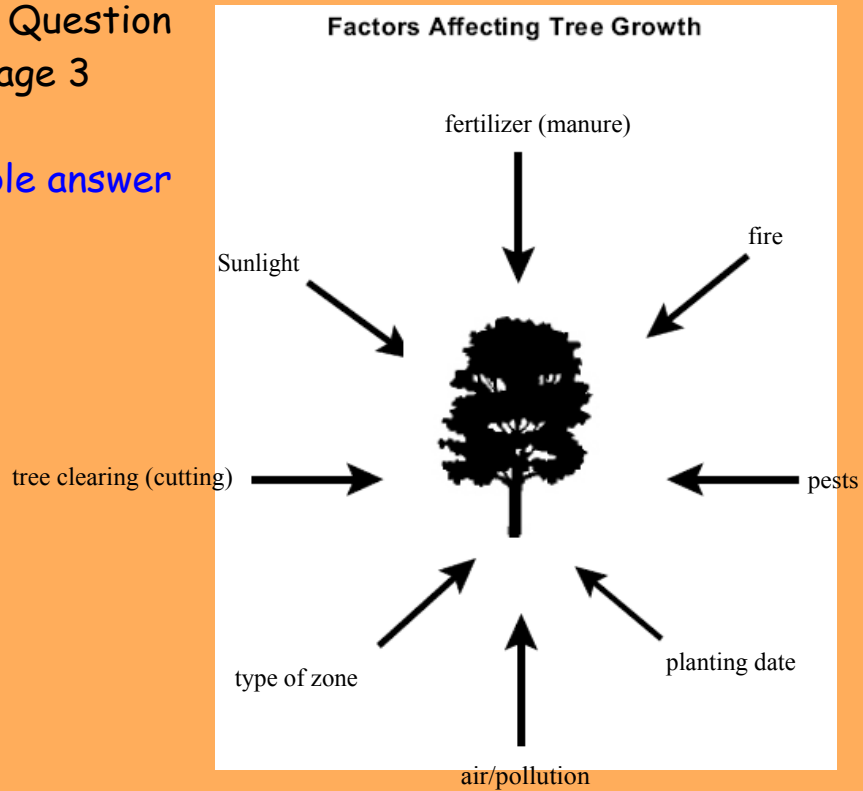 Question
age 3
ble answer
Factors Affecting Tree Growth
fertilizer (manure)
fire
Sunlight
tree clearing (cutting)
pests
type of zone
planting date
air/pollution